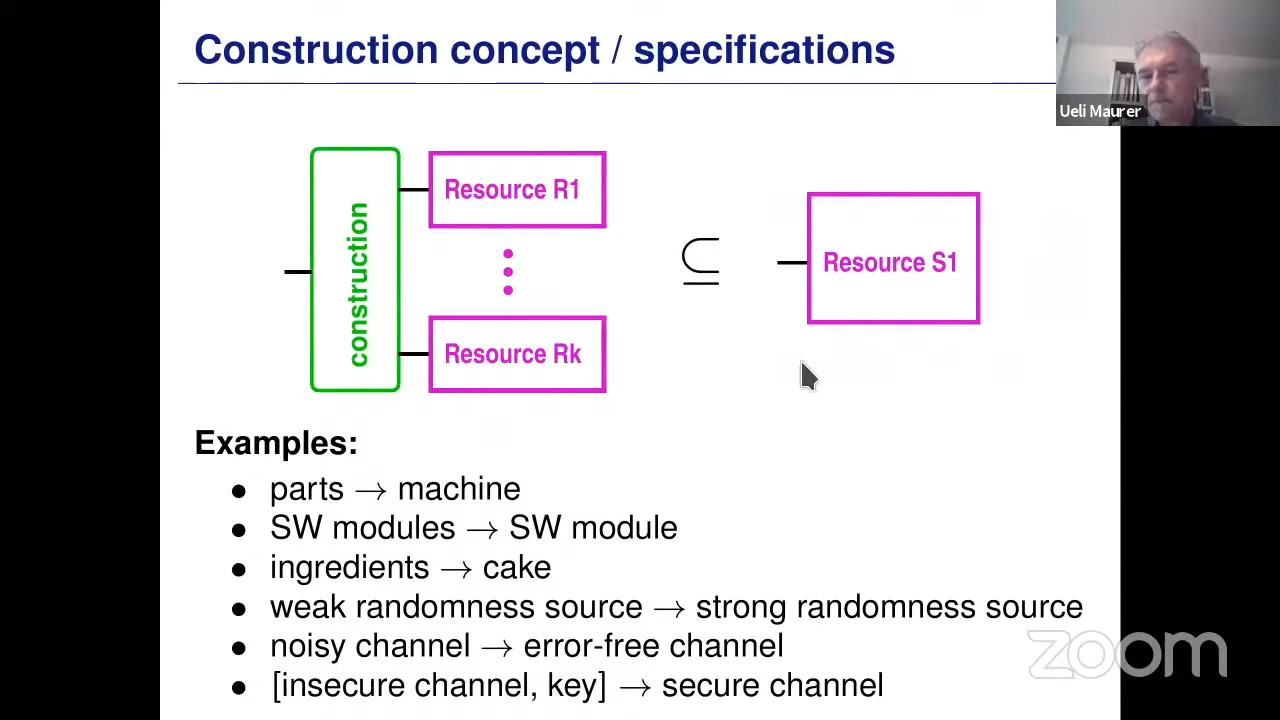 Construction concept / specifications
Ueli Maurer
construction
Resource R1
Resource Rk
⊆
Resource S1
Examples:
• parts → machine
• SW modules → SW module
• ingredients → cake
• weak randomness source → strong randomness source
• noisy channel → error-free channel
• [insecure channel, key] → secure channel
zoom